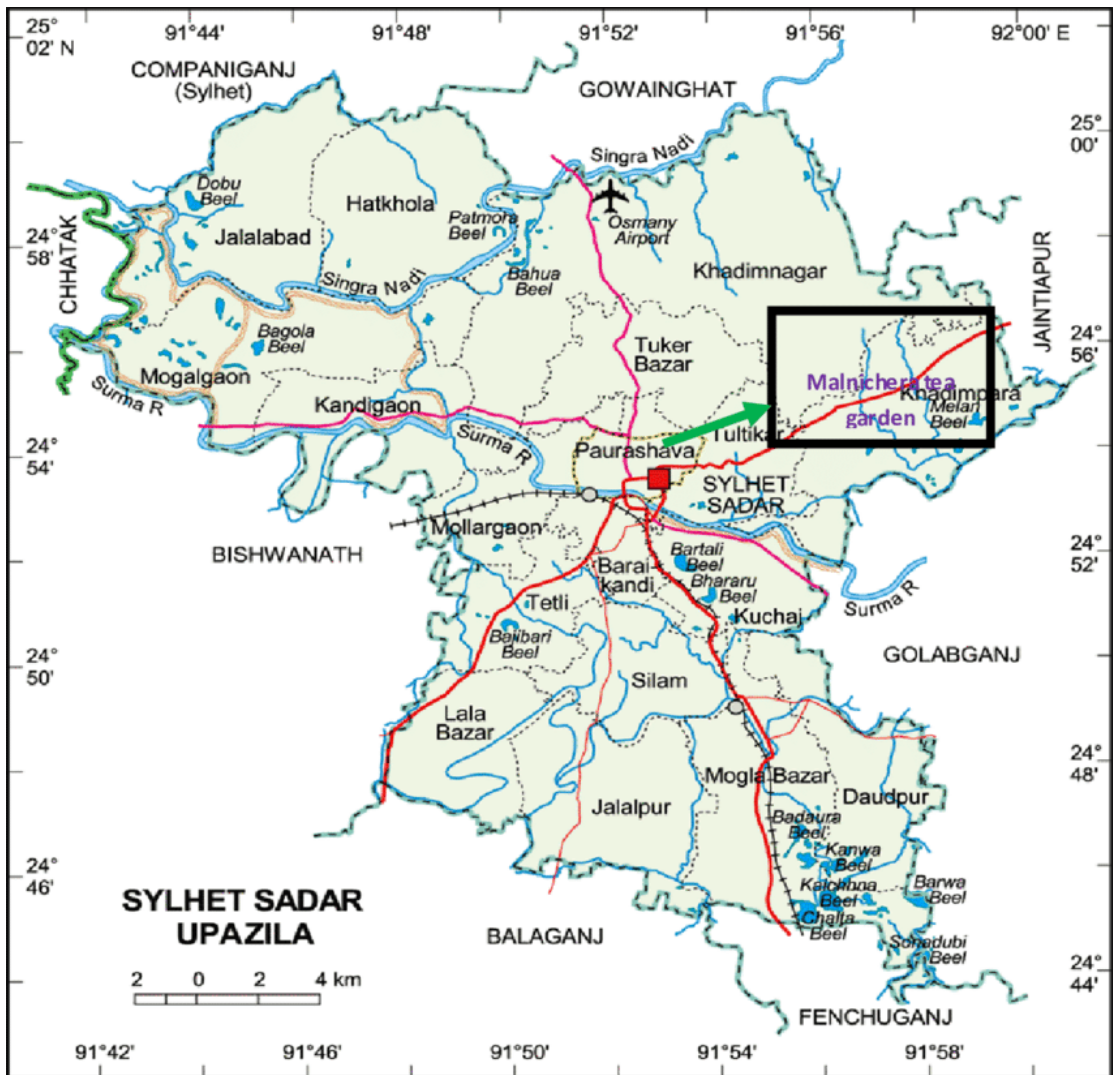 25°
02' N
91°44'
91°48'
91°52'
91°56'
92°00' E
COMPANIGANJ
(Sylhet)
GOWAINGHAT
25°
00'
Singra Nadi
Dobu
Beel
Hatkhola
Patmora
Beel
Osmany
Airport
Jalalabad
24°
58'
CHHATAK
Bahua
Beel
Khadimnagar
Singra Nadi
JAINTIAPUR
24°
56'
Bagola
Beel
Tuker
Bazar
Mogalgaon
Malnichera tea
garden
Khadimpara
Melan
Beel
Surma R
Kandigaon
Surma R
Tultikar
Paurashava
24°
54'
SYLHET
SADAR
Mollargaon
BISHWANATH
Bartali
Beel
24°
52'
Barai-
kandi
Bhararu
Beel
Surma R
Tetli
Kuchaj
Bajibari
Beel
GOLABGANJ
24°
50'
Silam
Lala
Bazar
24°
48'
Mogla Bazar
Daudpur
Jalalpur
Badaura
Beel
Kanwa
Beel
24°
46'
Kalchhna
Beel
Barwa
Beel
SYLHET SADAR
UPAZILA
Chalta
Beel
BALAGANJ
Sonadubi
Beel
2 0 2 4 km
24°
44'
FENCHUGANJ
91°42'
91°46'
91°50'
91°54'
91°58'